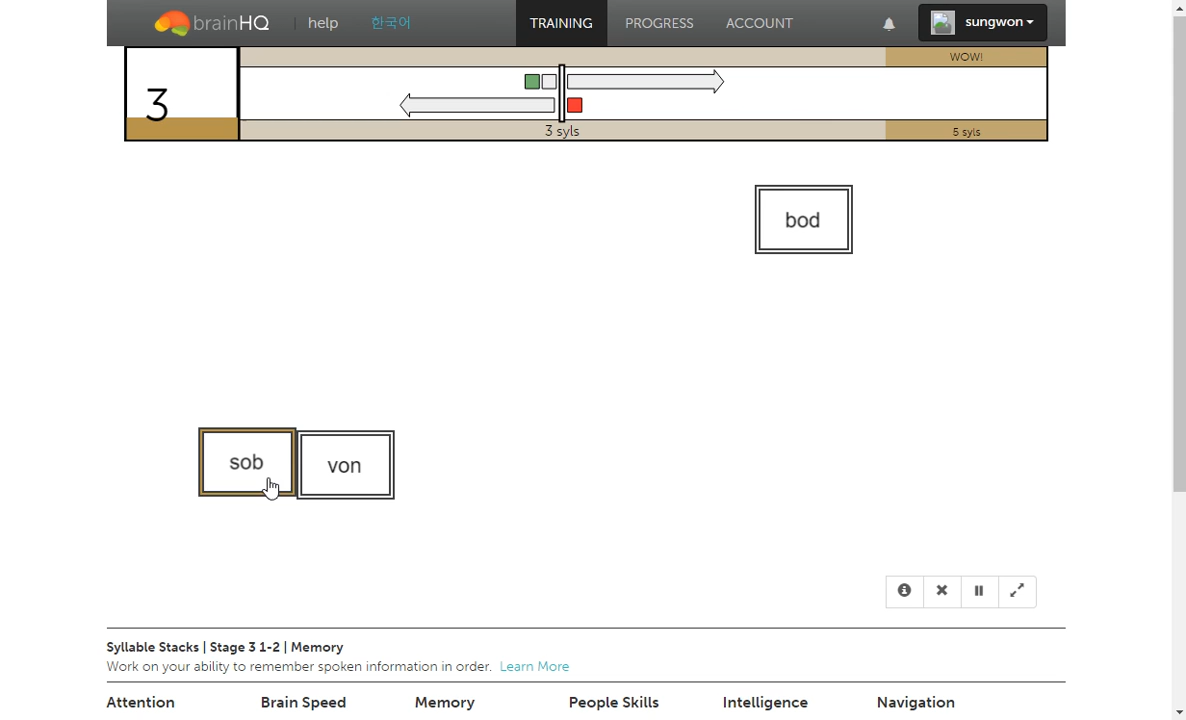 brainHQ help 한국어 TRAINING PROGRESS ACCOUNT sungwon
WOW!
3
3 syls 5 syls
bod
sob von
Syllable Stacks | Stage 3 1-2 | Memory
Work on your ability to remember spoken information in order. Learn More
Attention Brain Speed Memory People Skills Intelligence Navigation